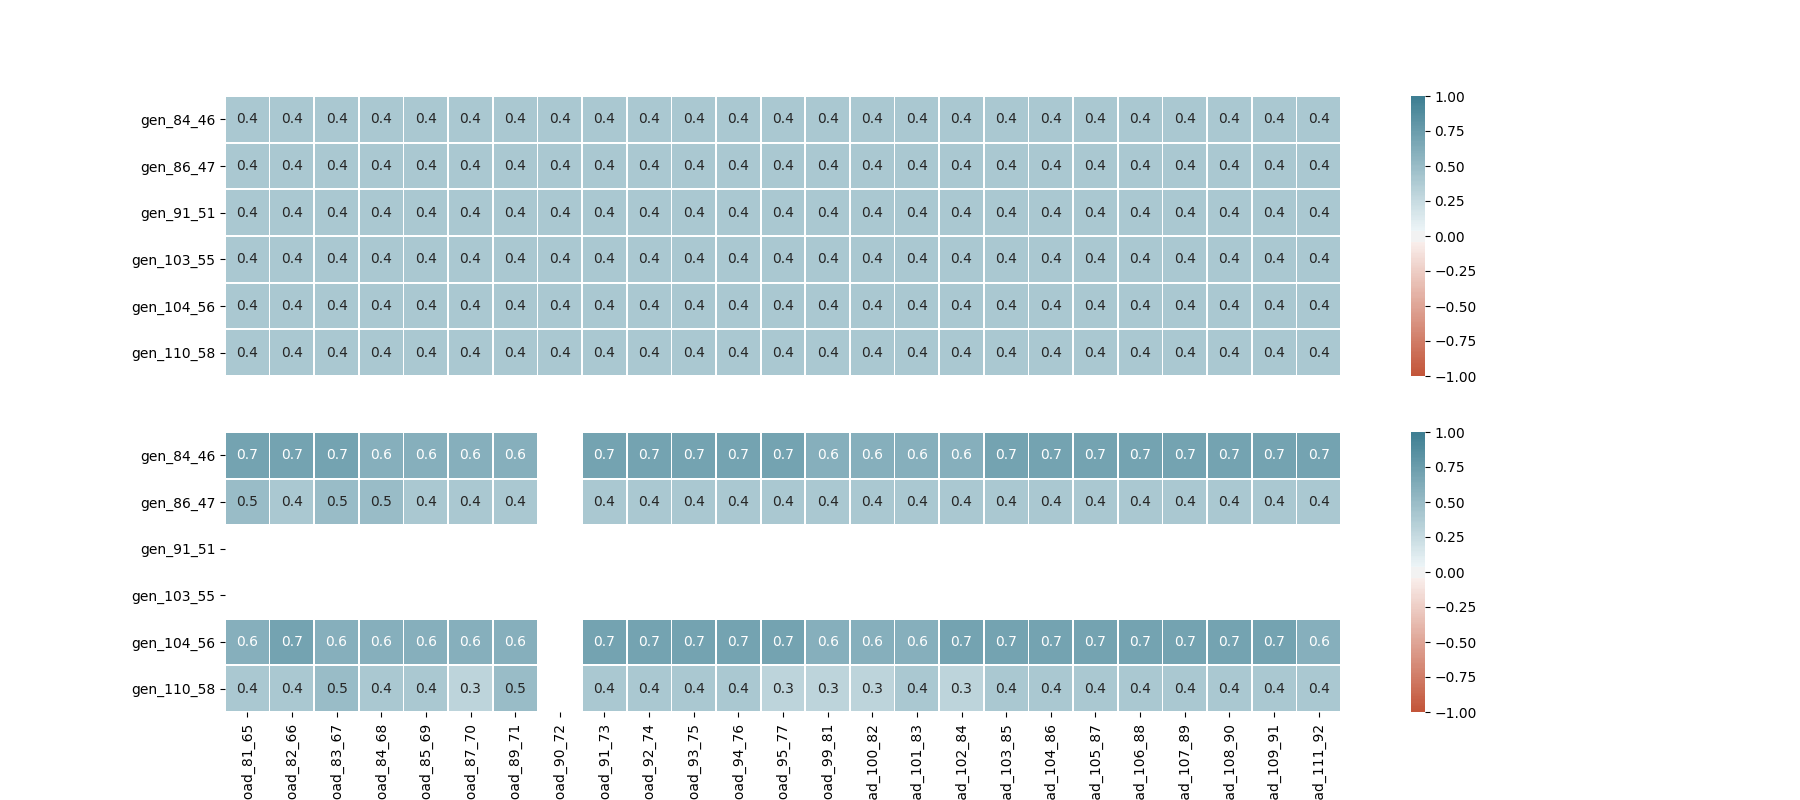 gen_84_46 0.4 0.4 0.4 0.4 0.4 0.4 0.4 0.4 0.4 0.4 0.4 0.4 0.4 0.4 0.4 0.4 0.4 0.4 0.4 0.4 0.4 0.4 0.4 0.4 0.4
gen_86_47 0.4 0.4 0.4 0.4 0.4 0.4 0.4 0.4 0.4 0.4 0.4 0.4 0.4 0.4 0.4 0.4 0.4 0.4 0.4 0.4 0.4 0.4 0.4 0.4 0.4
gen_91_51 0.4 0.4 0.4 0.4 0.4 0.4 0.4 0.4 0.4 0.4 0.4 0.4 0.4 0.4 0.4 0.4 0.4 0.4 0.4 0.4 0.4 0.4 0.4 0.4 0.4
gen_103_55 0.4 0.4 0.4 0.4 0.4 0.4 0.4 0.4 0.4 0.4 0.4 0.4 0.4 0.4 0.4 0.4 0.4 0.4 0.4 0.4 0.4 0.4 0.4 0.4 0.4
gen_104_56 0.4 0.4 0.4 0.4 0.4 0.4 0.4 0.4 0.4 0.4 0.4 0.4 0.4 0.4 0.4 0.4 0.4 0.4 0.4 0.4 0.4 0.4 0.4 0.4 0.4
gen_110_58 0.4 0.4 0.4 0.4 0.4 0.4 0.4 0.4 0.4 0.4 0.4 0.4 0.4 0.4 0.4 0.4 0.4 0.4 0.4 0.4 0.4 0.4 0.4 0.4 0.4
1.00
0.75
0.50
0.25
0.00
−0.25
−0.50
−0.75
−1.00
gen_84_46 0.7 0.7 0.7 0.6 0.6 0.6 0.6 0.7 0.7 0.7 0.7 0.7 0.6 0.6 0.6 0.6 0.7 0.7 0.7 0.7 0.7 0.7 0.7 0.7
gen_86_47 0.5 0.4 0.5 0.5 0.4 0.4 0.4 0.4 0.4 0.4 0.4 0.4 0.4 0.4 0.4 0.4 0.4 0.4 0.4 0.4 0.4 0.4 0.4 0.4
gen_91_51
gen_103_55
gen_104_56 0.6 0.7 0.6 0.6 0.6 0.6 0.6 0.7 0.7 0.7 0.7 0.7 0.6 0.6 0.6 0.7 0.7 0.7 0.7 0.7 0.7 0.7 0.7 0.6
gen_110_58 0.4 0.4 0.5 0.4 0.4 0.3 0.5 0.4 0.4 0.4 0.4 0.3 0.3 0.3 0.4 0.3 0.4 0.4 0.4 0.4 0.4 0.4 0.4 0.4
1.00
0.75
0.50
0.25
0.00
−0.25
−0.50
−0.75
−1.00
oad_81_65
oad_82_66
oad_83_67
oad_84_68
oad_85_69
oad_87_70
oad_89_71
oad_90_72
oad_91_73
oad_92_74
oad_93_75
oad_94_76
oad_95_77
oad_99_81
ad_100_82
ad_101_83
ad_102_84
ad_103_85
ad_104_86
ad_105_87
ad_106_88
ad_107_89
ad_108_90
ad_109_91
ad_111_92